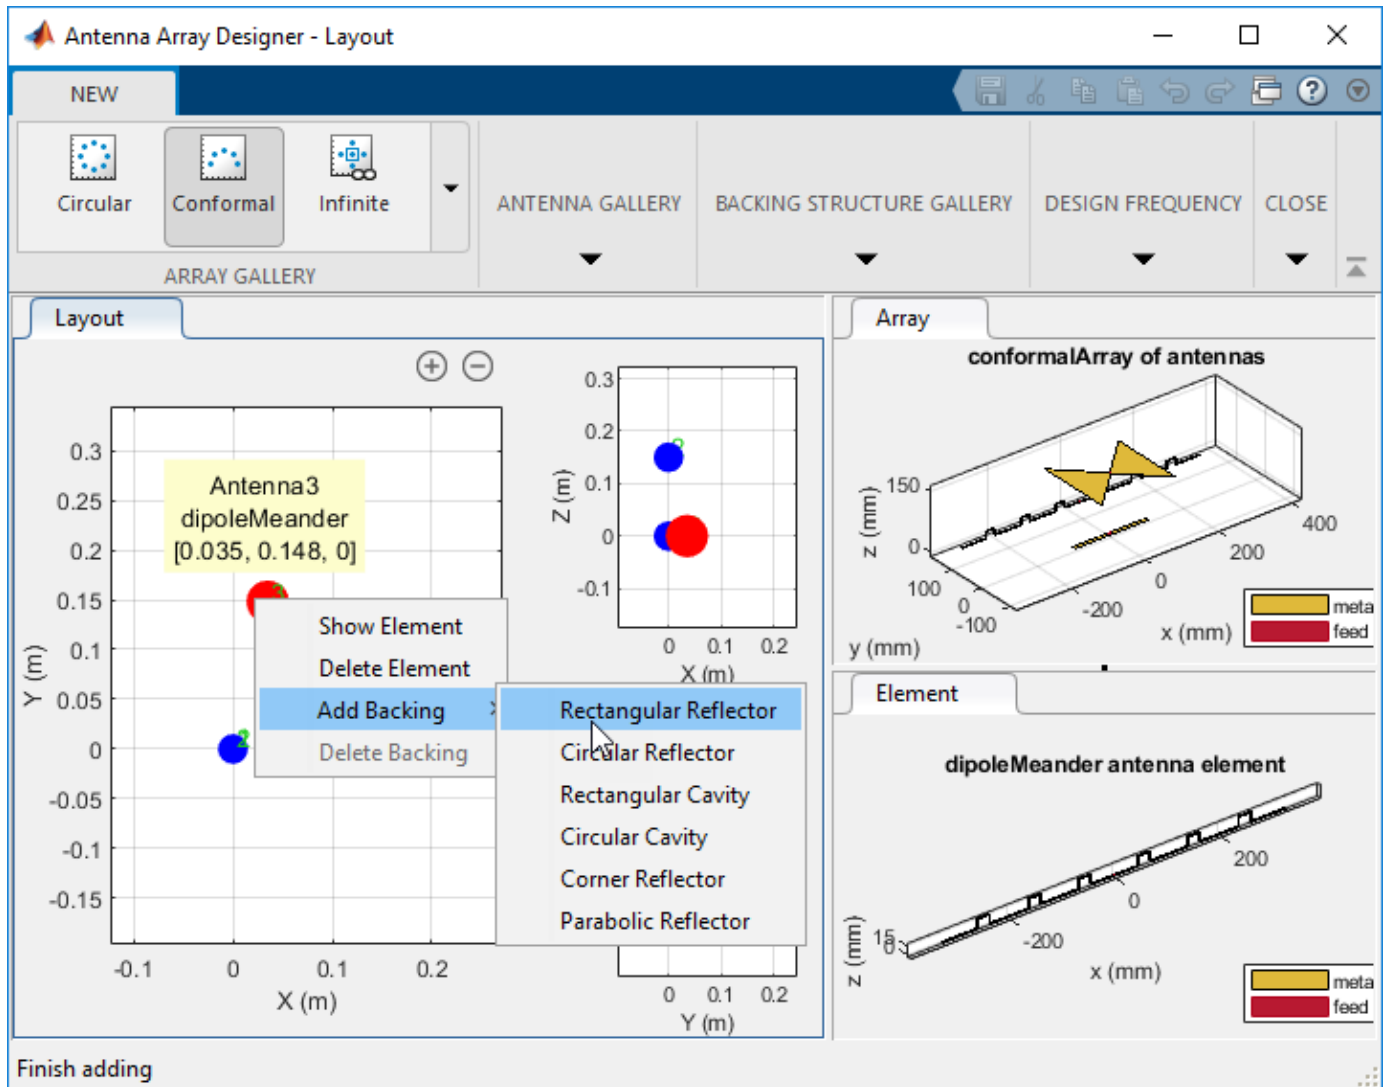 Antenna Array Designer - Layout
NEW
Circular
Conformal
Infinite
ARRAY GALLERY
ANTENNA GALLERY
BACKING STRUCTURE GALLERY
DESIGN FREQUENCY
CLOSE
Layout
0.3
0.25
0.2
0.15
0.1
0.05
0
-0.05
-0.1
-0.15
Y (m)
-0.1 0 0.1 0.2
X (m)
Antenna3
dipoleMeander
[0.035, 0.148, 0]
Show Element
Delete Element
Add Backing
Delete Backing
Rectangular Reflector
Circular Reflector
Rectangular Cavity
Circular Cavity
Corner Reflector
Parabolic Reflector
0.3
0.2
0.1
0
-0.1
Z (m)
0 0.1 0.2
X (m)
0 0.1 0.2
Y (m)
Array
conformalArray of antennas
150
0
z (mm)
100
0
-100
y (mm)
-200
0
200
400
x (mm)
meta
feed
Element
dipoleMeander antenna element
15
0
z (mm)
-200
0
200
x (mm)
meta
feed
Finish adding